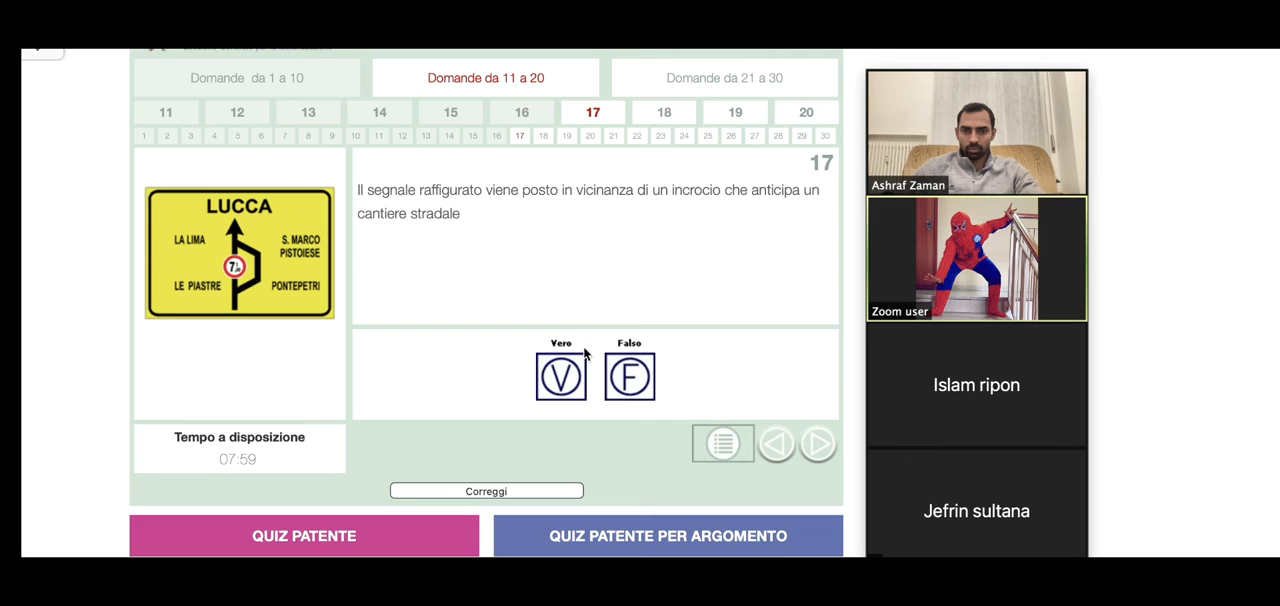 Domande da 1 a 10
Domande da 11 a 20
Domande da 21 a 30
11 12 13 14 15 16 17 18 19 20
1 2 3 4 5 6 7 8 9 10 11 12 13 14 15 16 17 18 19 20 21 22 23 24 25 26 27 28 29 30
17
Il segnale raffigurato viene posto in vicinanza di un incrocio che anticipa un
cantiere stradale
LUCCA
LA LIMA
S. MARCO
PISTOIESE
LE PIASTRE
PONTEPETRI
Vero
Falso
V
F
Tempo a disposizione
07:59
Correggi
QUIZ PATENTE
QUIZ PATENTE PER ARGOMENTO
Ashraf Zaman
Zoom user
Islam ripon
Jefrin sultana